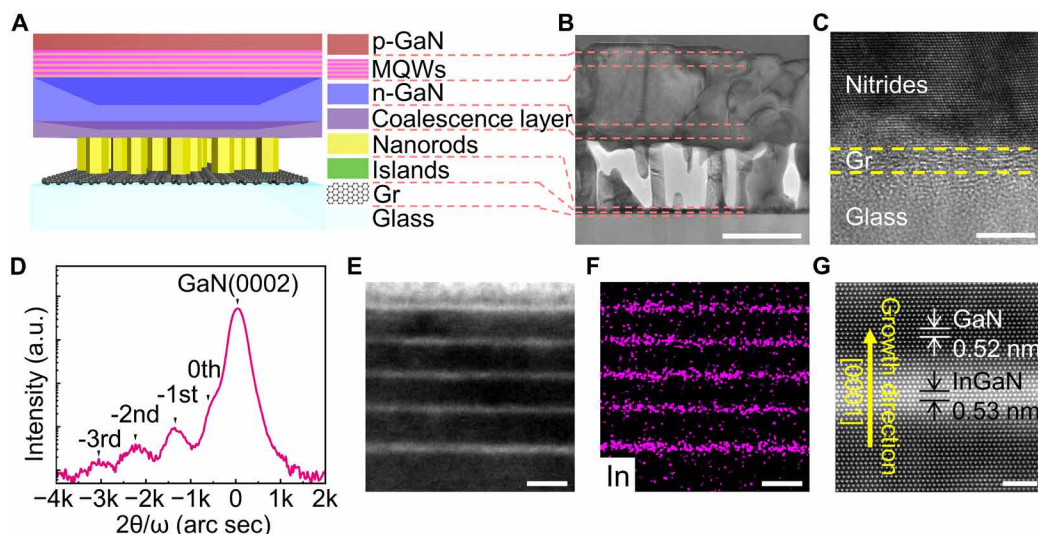 A
p-GaN
MQWs
n-GaN
Coalescence layer
Nanorods
Islands
Gr
Glass
B
C
Nitrides
Gr
Glass
D
GaN(0002)
0th
-1st
-2nd
-3rd
Intensity (a.u.)
−4k −3k −2k −1k 0 1k 2k
2θ/ω (arc sec)
E
F
In
G
GaN
0.52 nm
InGaN
0.53 nm
Growth direction
[0001]